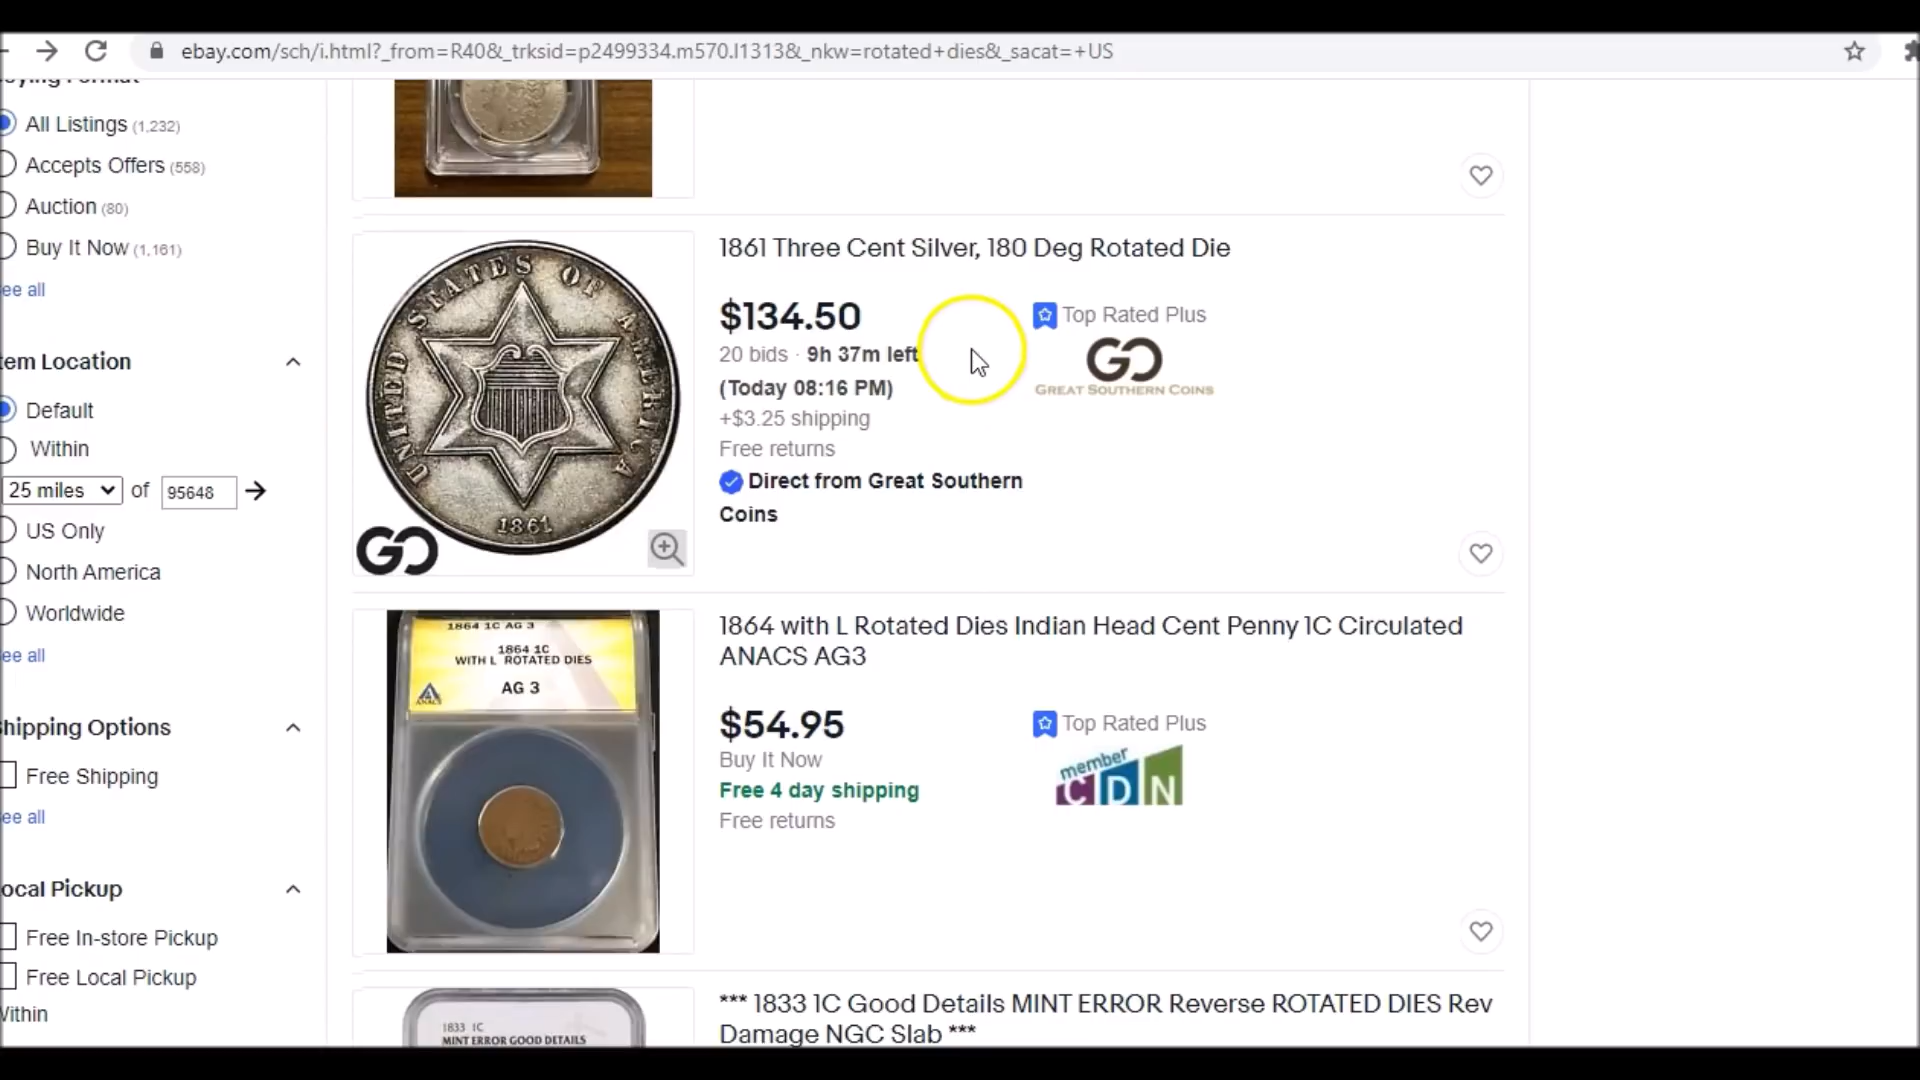 ebay.com/sch/i.html?_from=R40&_trksid=p2499334.m570.l1313&_nkw=rotated+dies&_sacat=+US
All Listings (1,232)
Accepts Offers (558)
Auction (80)
Buy It Now (1,161)
ee all
tem Location
Default
Within
25 miles of 95648
US Only
North America
Worldwide
ee all
hipping Options
Free Shipping
ee all
ocal Pickup
Free In-store Pickup
Free Local Pickup
Vithin
UNITED STATES OF AMERICA
1861
GO
1861 Three Cent Silver, 180 Deg Rotated Die
$134.50
20 bids · 9h 37m left
(Today 08:16 PM)
+$3.25 shipping
Free returns
Direct from Great Southern
Coins
Top Rated Plus
GO
GREAT SOUTHERN COINS
1864 1C AG 3
1864 1C
WITH L ROTATED DIES
AG 3
ANACS
1864 with L Rotated Dies Indian Head Cent Penny 1C Circulated
ANACS AG3
$54.95
Buy It Now
Free 4 day shipping
Free returns
Top Rated Plus
member
CDN
1833 1C
MINT ERROR GOOD DETAILS
*** 1833 1C Good Details MINT ERROR Reverse ROTATED DIES Rev
Damage NGC Slab ***